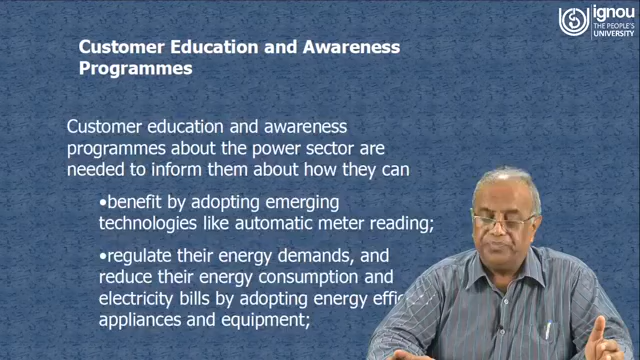 ignou
THE PEOPLE'S
UNIVERSITY
Customer Education and Awareness
Programmes
Customer education and awareness
programmes about the power sector are
needed to inform them about how they can
•benefit by adopting emerging
technologies like automatic meter reading;
•regulate their energy demands, and
reduce their energy consumption and
electricity bills by adopting energy
appliances and equipment;